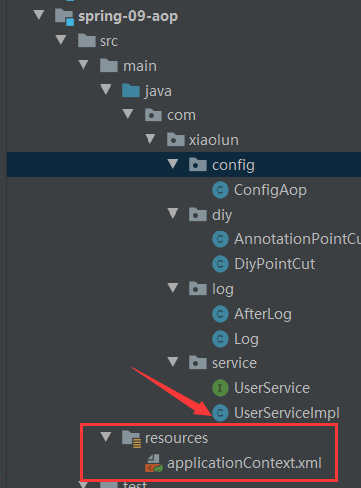 spring-09-aop
src
main
java
com
xiaolun
config
ConfigAop
diy
AnnotationPointCu
DiyPointCut
log
AfterLog
Log
service
UserService
UserServiceImpl
resources
applicationContext.xml
test